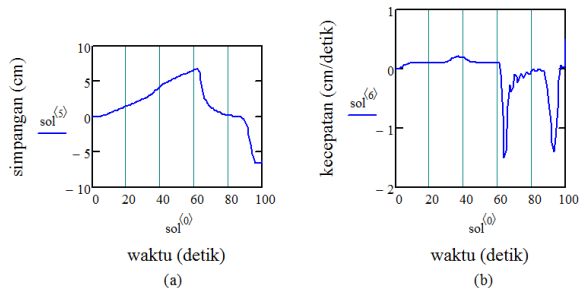 simpangan (cm)
sol⟨5⟩
10
5
0
− 5
− 10
0 20 40 60 80 100
sol⟨0⟩
waktu (detik)
(a)
kecepatan (cm/detik)
sol⟨6⟩
1
0
− 1
− 2
0 20 40 60 80 100
sol⟨0⟩
waktu (detik)
(b)